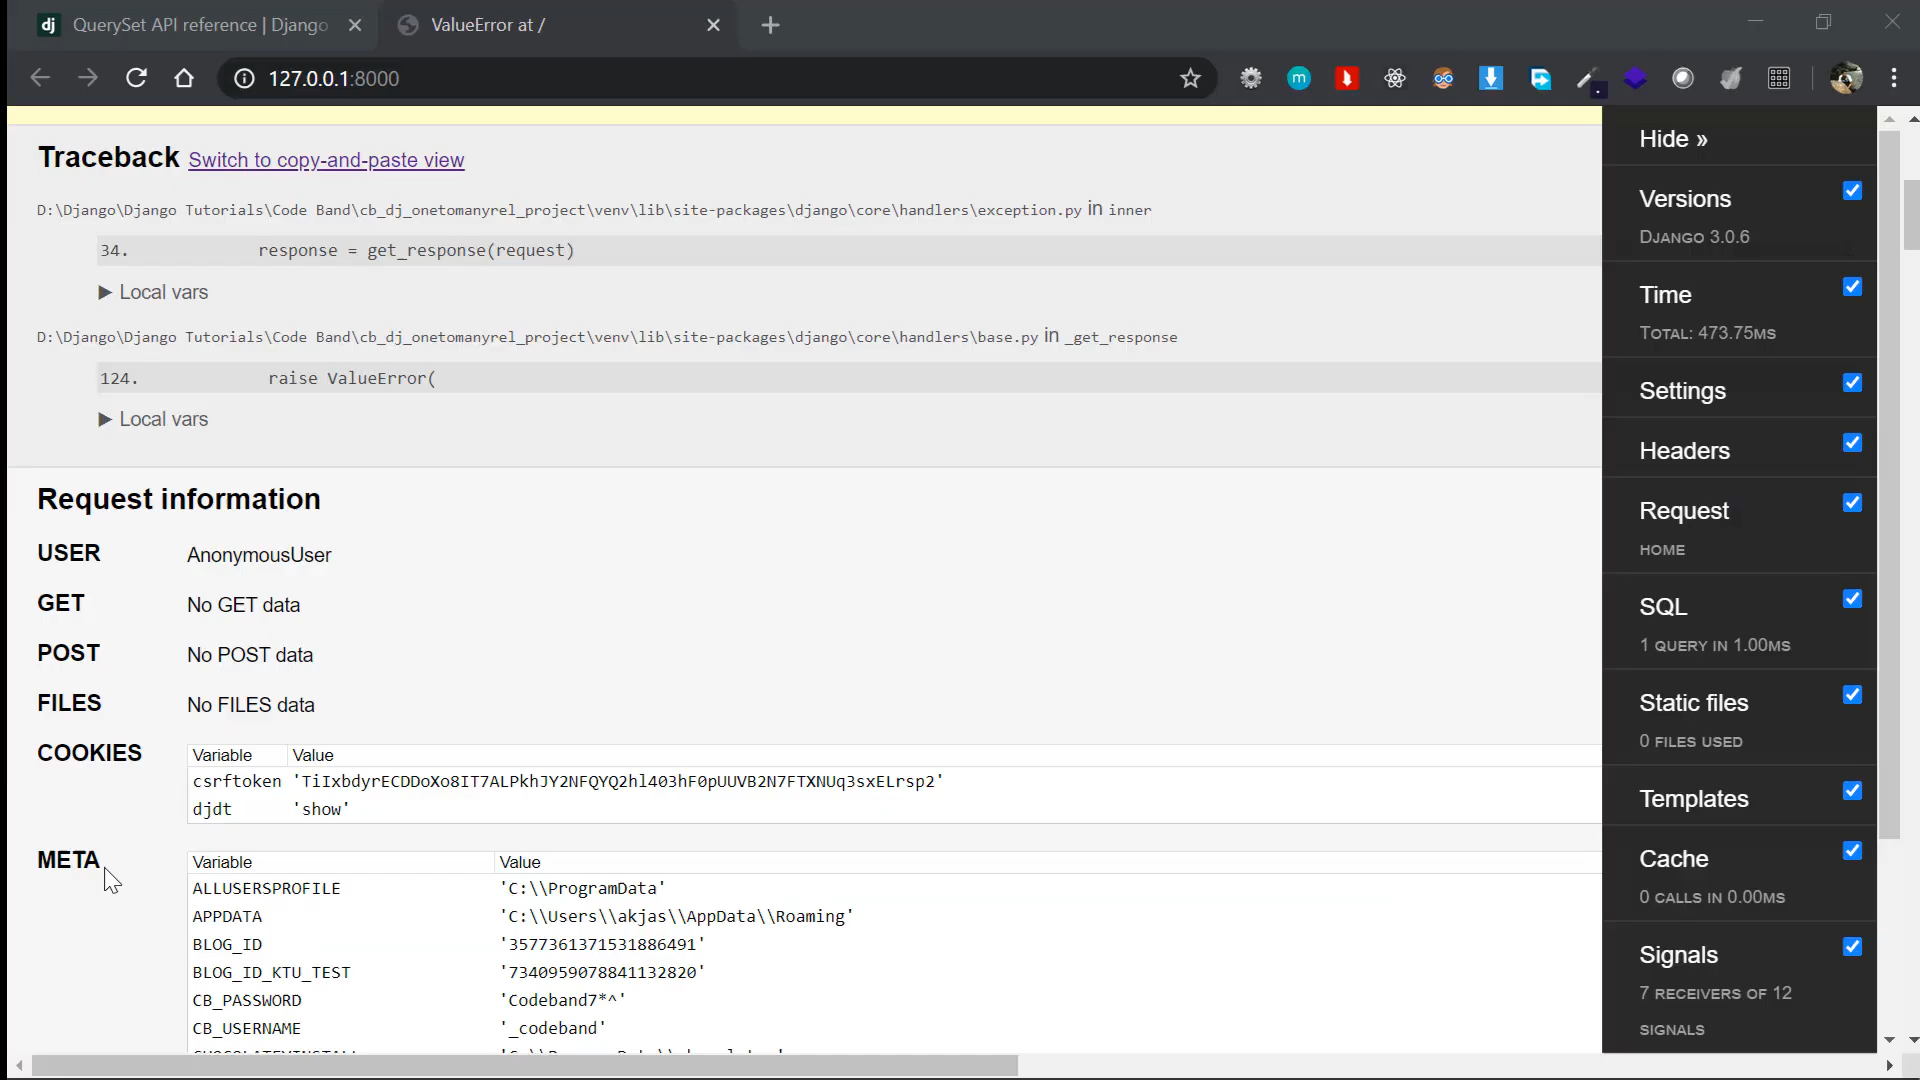 QuerySet API reference | Django
ValueError at /
127.0.0.1:8000
Traceback Switch to copy-and-paste view
D:\Django\Django Tutorials\Code Band\cb_dj_onetomanyrel_project\venv\lib\site-packages\django\core\handlers\exception.py in inner
34. response = get_response(request)
▶ Local vars
D:\Django\Django Tutorials\Code Band\cb_dj_onetomanyrel_project\venv\lib\site-packages\django\core\handlers\base.py in _get_response
124. raise ValueError(
▶ Local vars
Request information
USER AnonymousUser
GET No GET data
POST No POST data
FILES No FILES data
COOKIES Variable Value
csrftoken 'TiIxbdyrECDDoXo8IT7ALPkhJY2NFQYQ2hl403hF0pUUVB2N7FTXNUq3sxELrsp2'
djdt 'show'
META Variable Value
ALLUSERSPROFILE 'C:\\ProgramData'
APPDATA 'C:\\Users\\akjas\\AppData\\Roaming'
BLOG_ID '3577361371531886491'
BLOG_ID_KTU_TEST '7340959078841132820'
CB_PASSWORD 'Codeband7*^'
CB_USERNAME '_codeband'
Hide »
Versions
DJANGO 3.0.6
Time
TOTAL: 473.75MS
Settings
Headers
Request
HOME
SQL
1 QUERY IN 1.00MS
Static files
0 FILES USED
Templates
Cache
0 CALLS IN 0.00MS
Signals
7 RECEIVERS OF 12
SIGNALS